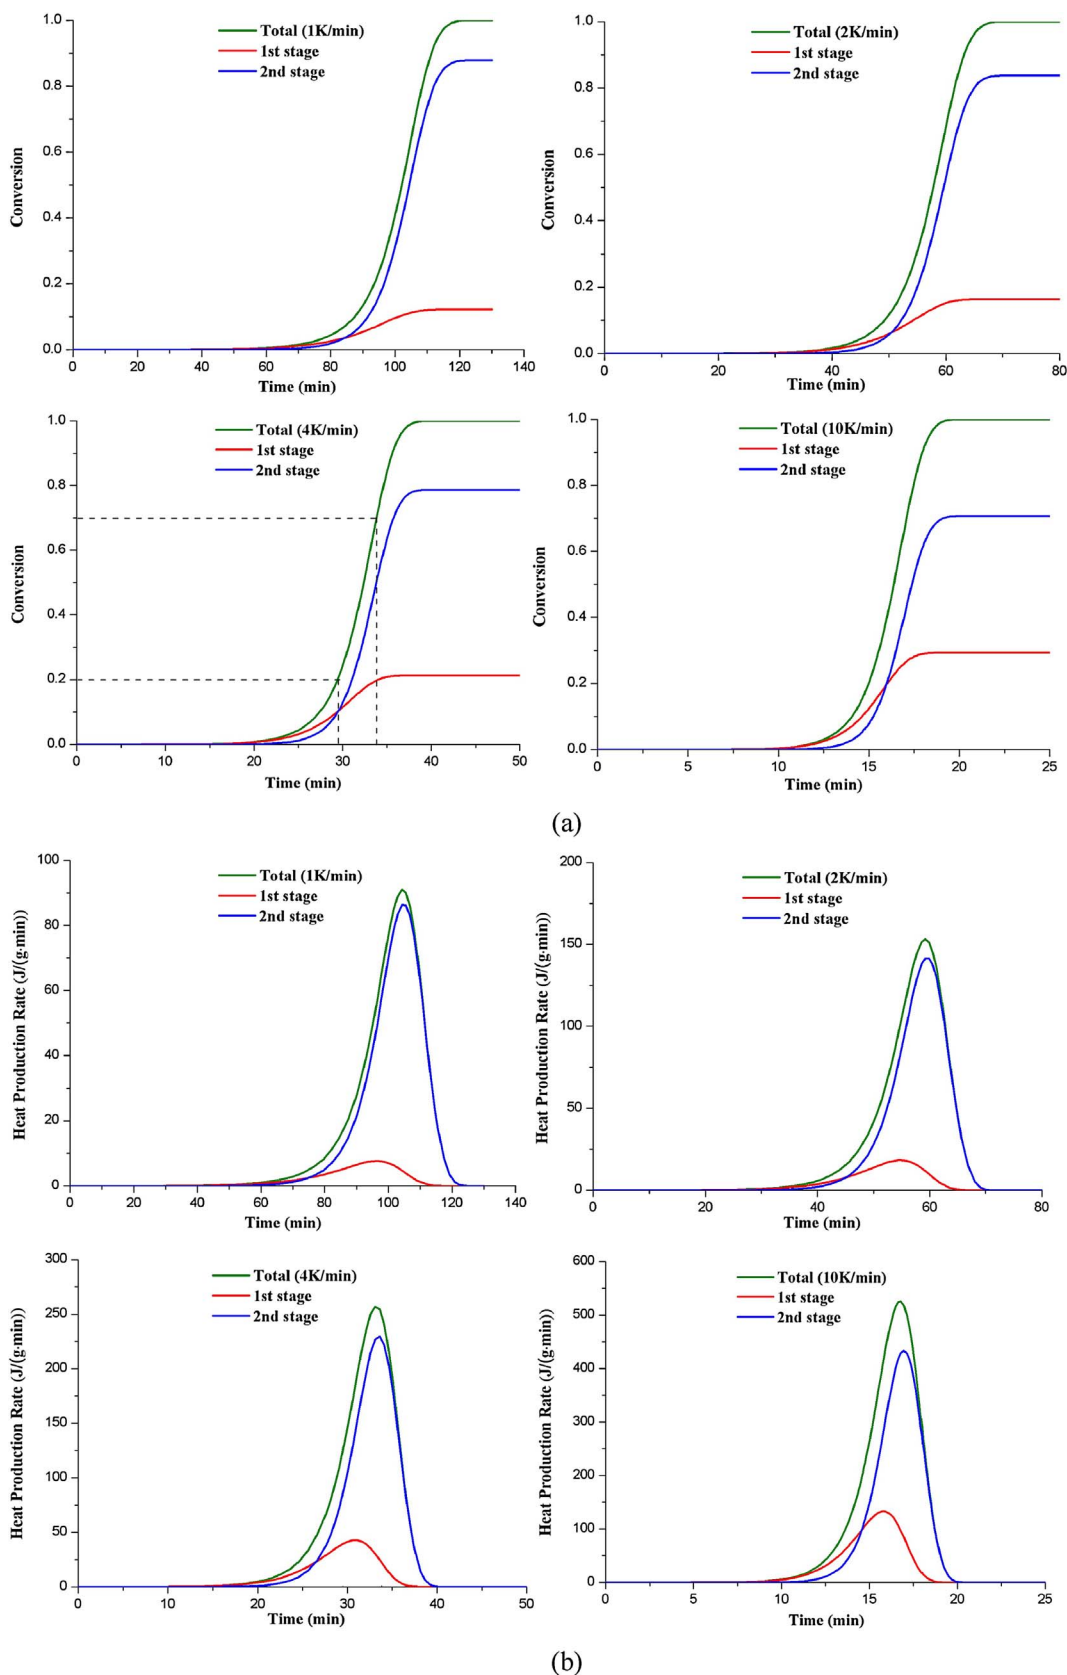 Total (1K/min)
1st stage
2nd stage
1.0
0.8
0.6
0.4
0.2
0.0
Conversion
0 20 40 60 80 100 120 140
Time (min)
Total (2K/min)
1st stage
2nd stage
1.0
0.8
0.6
0.4
0.2
0.0
Conversion
0 20 40 60 80
Time (min)
Total (4K/min)
1st stage
2nd stage
1.0
0.8
0.6
0.4
0.2
0.0
Conversion
0 10 20 30 40 50
Time (min)
Total (10K/min)
1st stage
2nd stage
1.0
0.8
0.6
0.4
0.2
0.0
Conversion
0 5 10 15 20 25
Time (min)
(a)
Total (1K/min)
1st stage
2nd stage
100
80
60
40
20
0
Heat Production Rate (J/(g·min))
0 20 40 60 80 100 120 140
Time (min)
Total (2K/min)
1st stage
2nd stage
200
150
100
50
0
Heat Production Rate (J/(g·min))
0 20 40 60 80
Time (min)
Total (4K/min)
1st stage
2nd stage
300
250
200
150
100
50
0
Heat Production Rate (J/(g·min))
0 10 20 30 40 50
Time (min)
Total (10K/min)
1st stage
2nd stage
600
500
400
300
200
100
0
Heat Production Rate (J/(g·min))
0 5 10 15 20 25
Time (min)
(b)